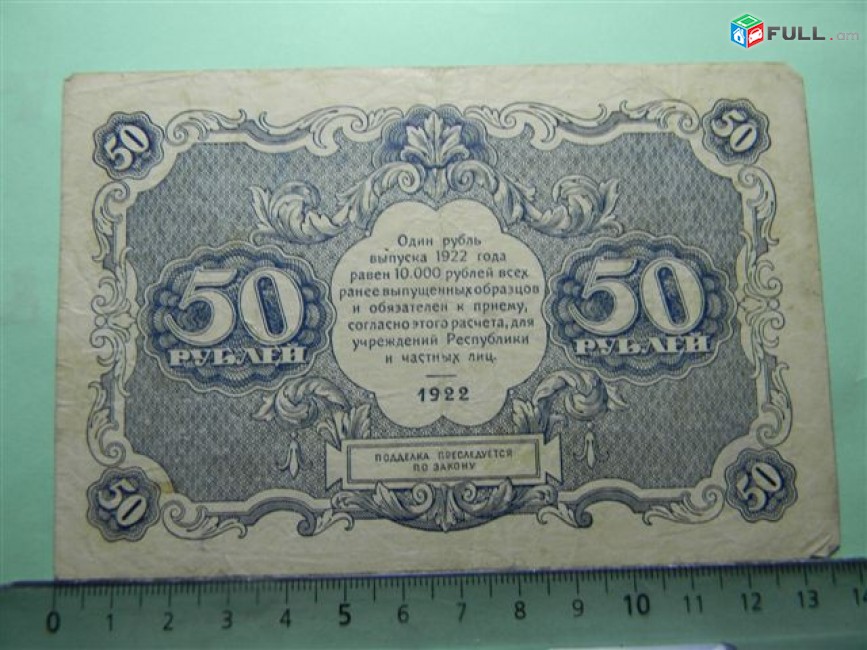 FULL.am
50 50
Один рубль
выпуска 1922 года
равен 10.000 рублей всех
ранее выпущенных образцов
и обязателен к приему,
согласно этого расчета, для
учреждений Республики
и частных лиц.
50 РУБЛЕЙ
50 РУБЛЕЙ
1922
ПОДДЕЛКА ПРЕСЛЕДУЕТСЯ
ПО ЗАКОНУ
50 50
0 1 2 3 4 5 6 7 8 9 10 11 12 13 14